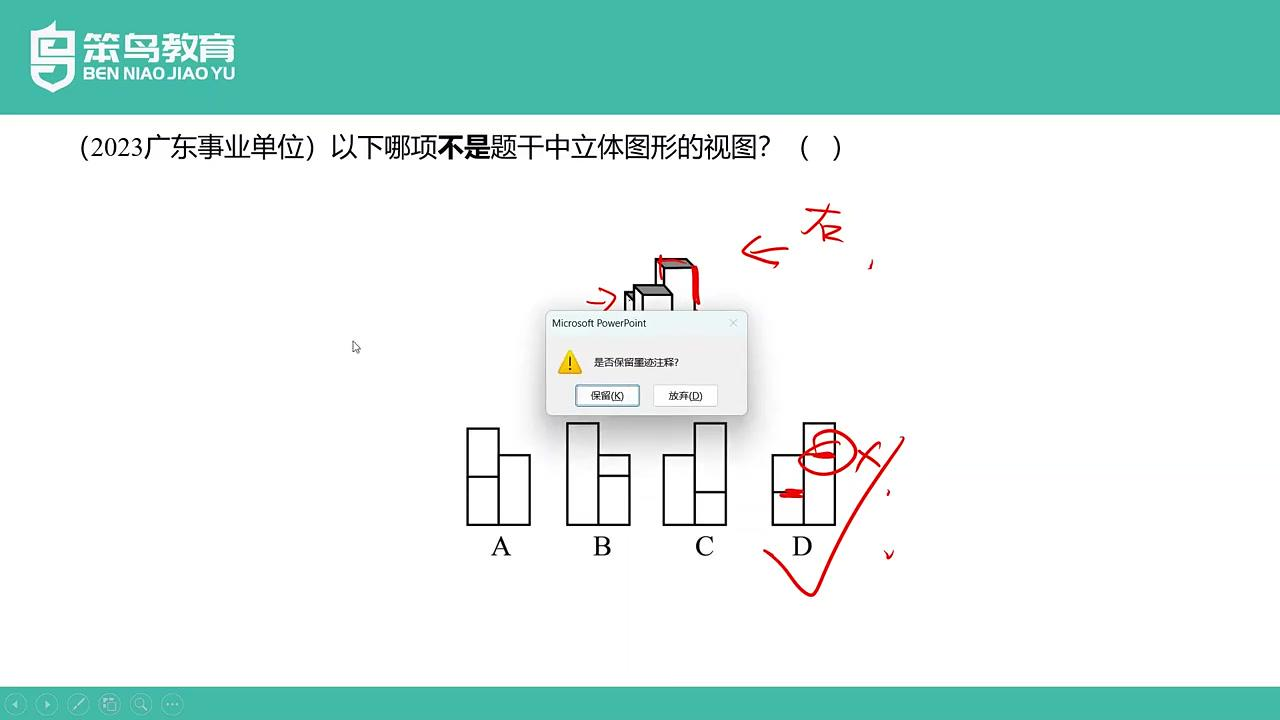 笨鸟教育
BEN NIAO JIAO YU
（2023广东事业单位）以下哪项不是题干中立体图形的视图？（ ）
右
Microsoft PowerPoint
是否保留墨迹注释?
保留(K)
放弃(D)
A
B
C
D